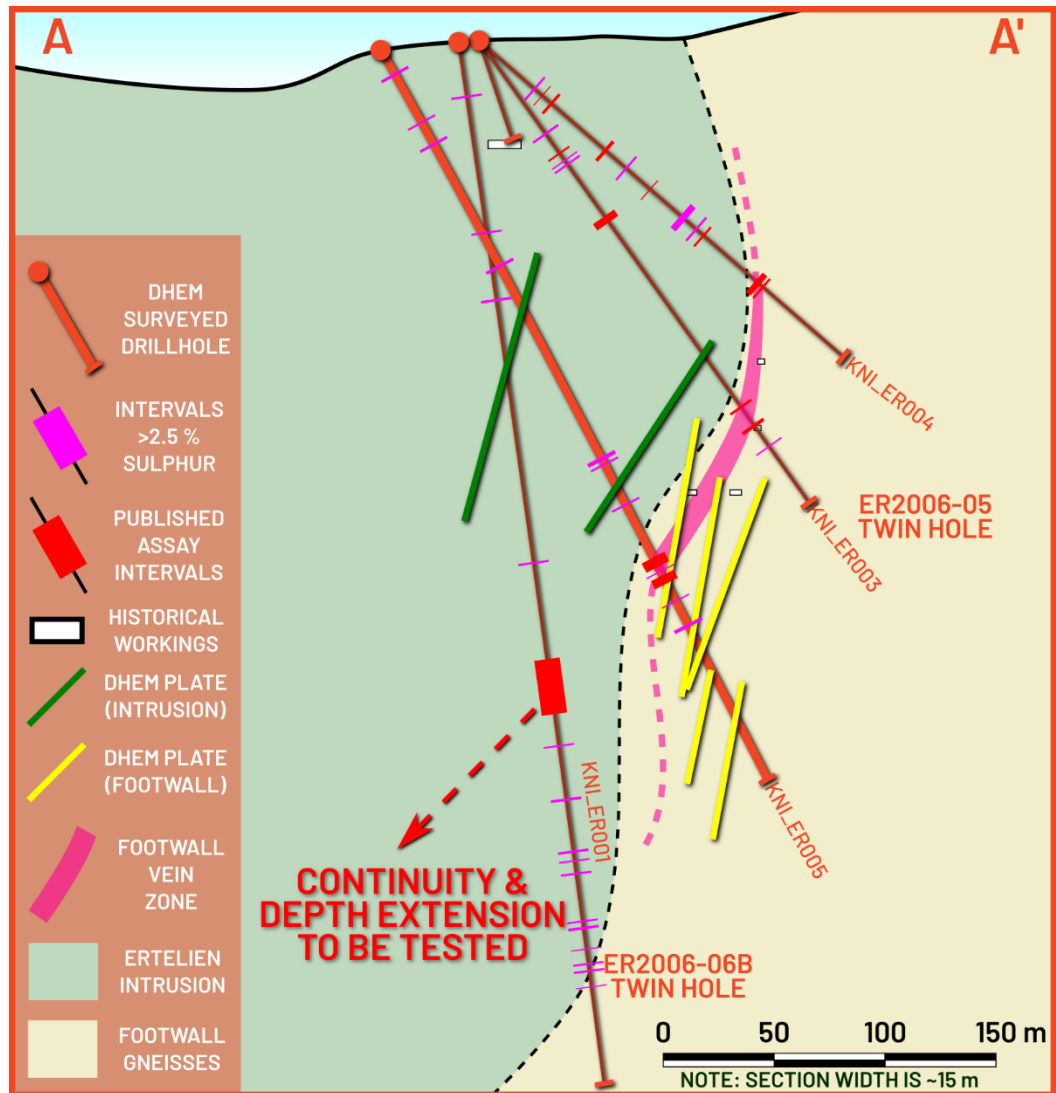 A
A'
DHEM
SURVEYED
DRILLHOLE
INTERVALS
>2.5 %
SULPHUR
PUBLISHED
ASSAY
INTERVALS
HISTORICAL
WORKINGS
DHEM PLATE
(INTRUSION)
DHEM PLATE
(FOOTWALL)
FOOTWALL
VEIN
ZONE
ERTELIEN
INTRUSION
FOOTWALL
GNEISSES
KNI_ER004
ER2006-05
TWIN HOLE
KNI_ER003
KNI_ER005
KNI_ER001
CONTINUITY &
DEPTH EXTENSION
TO BE TESTED
ER2006-06B
TWIN HOLE
0 50 100 150 m
NOTE: SECTION WIDTH IS ~15 m